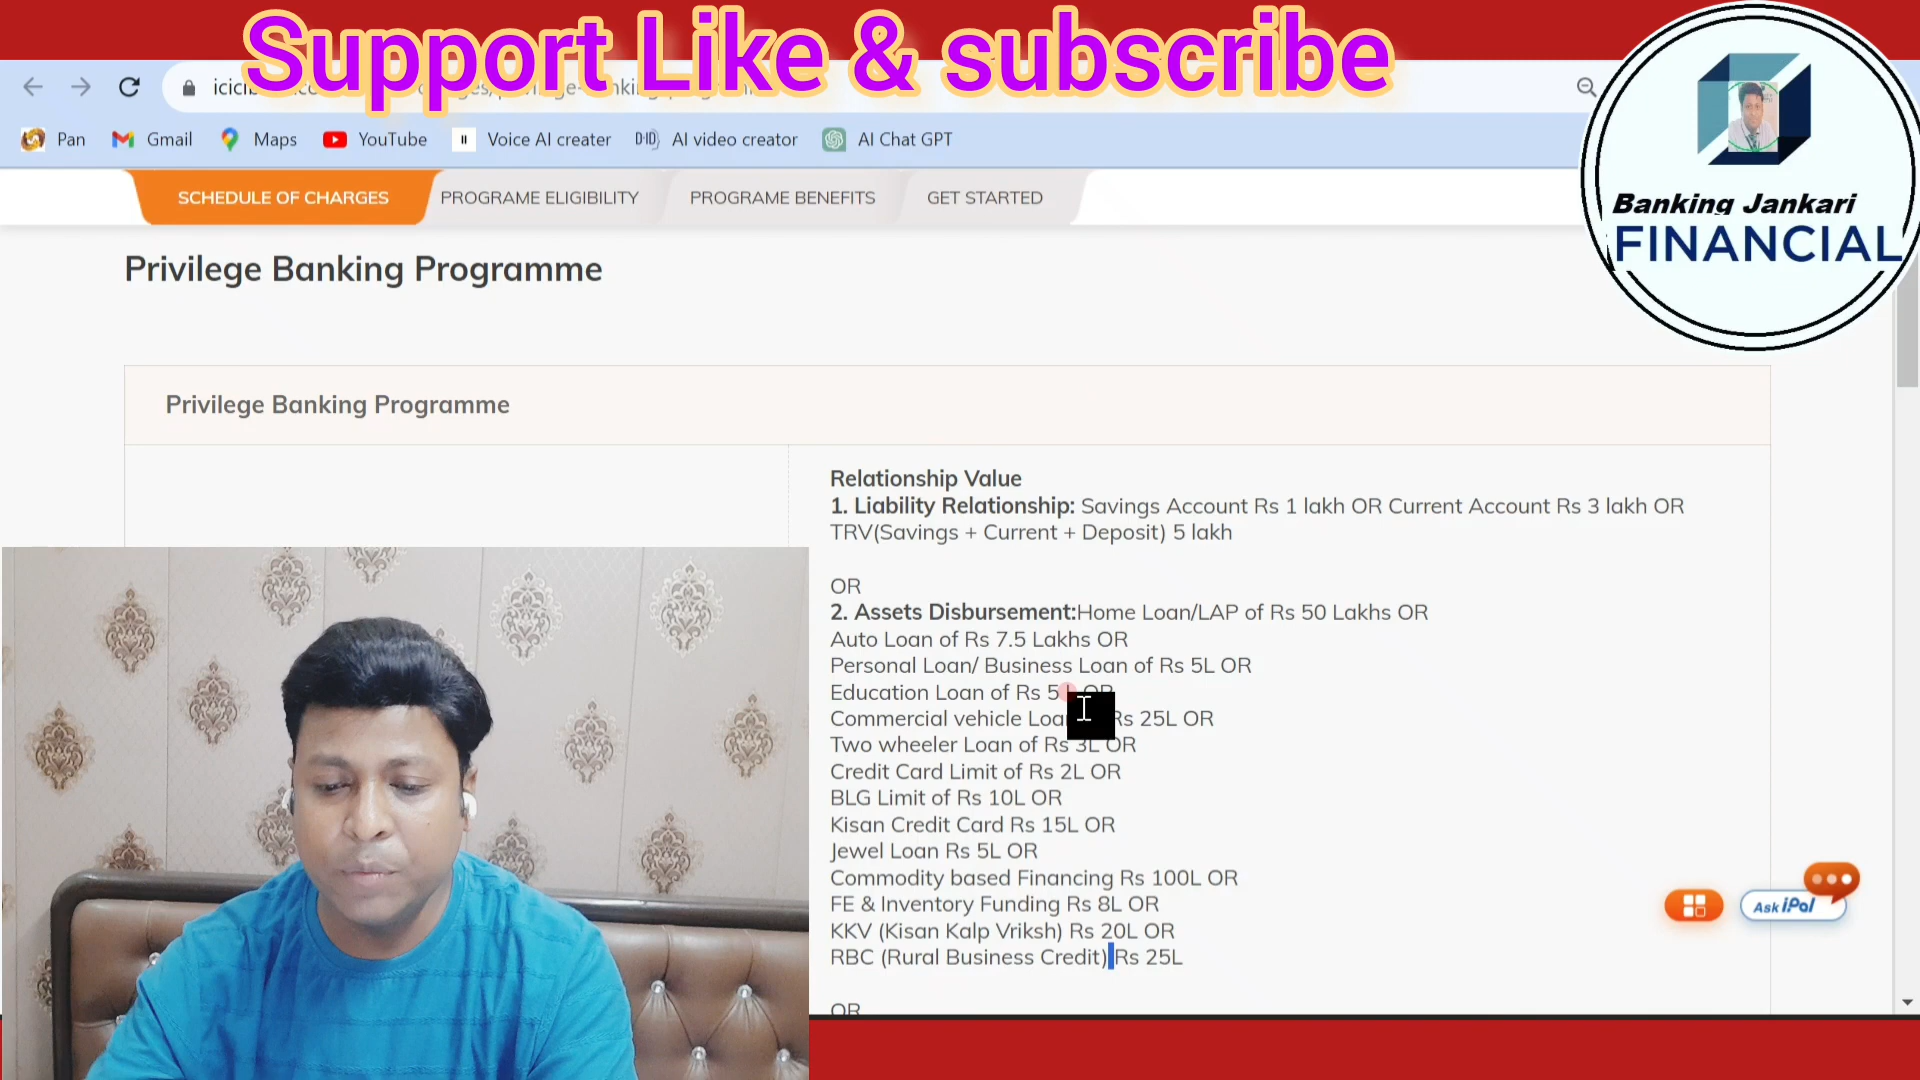 Support Like & subscribe
Pan Gmail Maps YouTube Voice AI creater D-ID AI video creator AI Chat GPT
Banking Jankari
FINANCIAL
SCHEDULE OF CHARGES PROGRAME ELIGIBILITY PROGRAME BENEFITS GET STARTED
Privilege Banking Programme
Privilege Banking Programme
Relationship Value
1. Liability Relationship: Savings Account Rs 1 lakh OR Current Account Rs 3 lakh OR
TRV(Savings + Current + Deposit) 5 lakh
OR
2. Assets Disbursement:Home Loan/LAP of Rs 50 Lakhs OR
Auto Loan of Rs 7.5 Lakhs OR
Personal Loan/ Business Loan of Rs 5L OR
Education Loan of Rs 5L OR
Commercial vehicle Loan Rs 25L OR
Two wheeler Loan of Rs 3L OR
Credit Card Limit of Rs 2L OR
BLG Limit of Rs 10L OR
Kisan Credit Card Rs 15L OR
Jewel Loan Rs 5L OR
Commodity based Financing Rs 100L OR
FE & Inventory Funding Rs 8L OR
KKV (Kisan Kalp Vriksh) Rs 20L OR
RBC (Rural Business Credit) Rs 25L
OR
Ask iPal